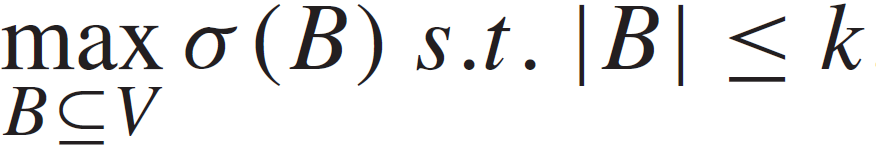 max σ (B) s.t. |B| ≤ k
B⊆V